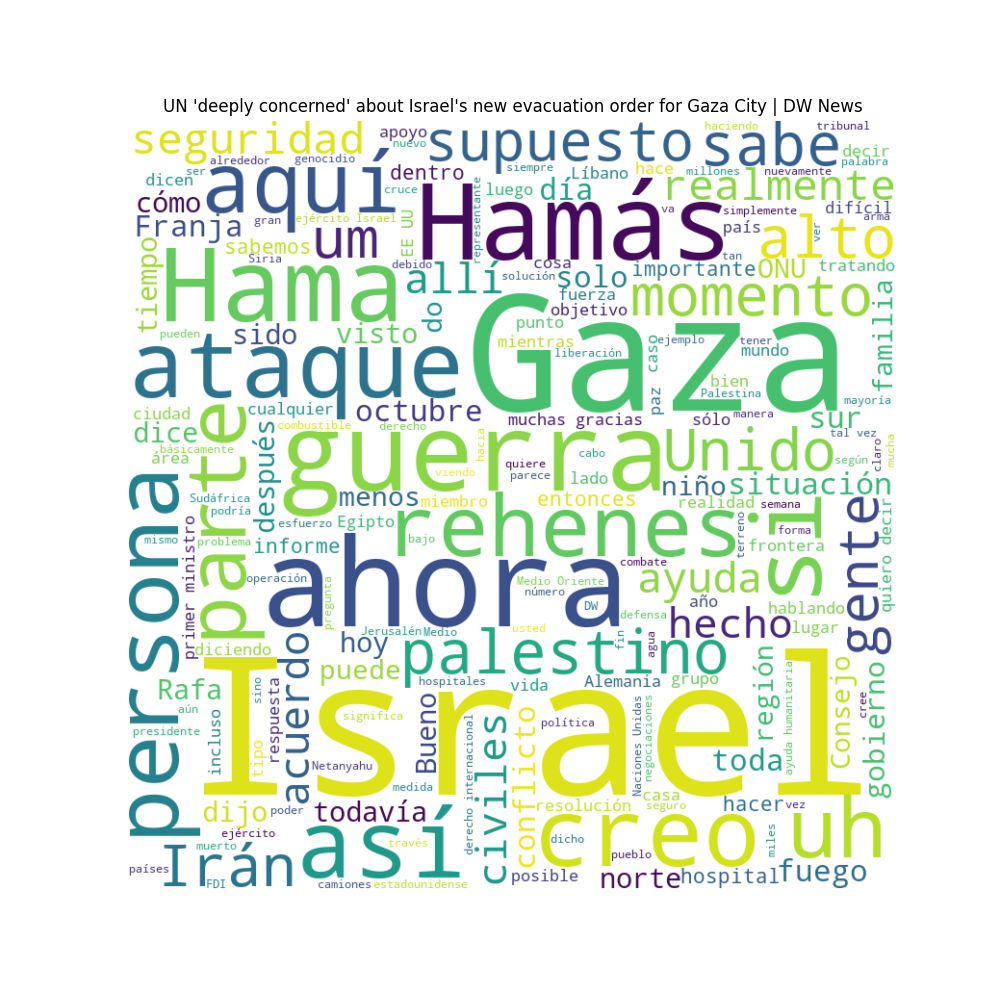 UN 'deeply concerned' about Israel's new evacuation order for Gaza City | DW News
seguridad
apoyo
nuevo
supuesto
sabe
haciendo
tribunal
decir
palabra
alrededor
genocidio
ser
siempre
Líbano
hace
millones
nuevamente
dicen
aquí
cruce
dentro
luego
día
realmente
cómo
Hamás
representante
va
simplemente
difícil
arma
Franja
gran
ejército Israel
um
EE UU
país
ver
alto
sabemos
Siria
Hama
debido
allí
cosa
solución
solo
tan
importante
ONU
tratando
tiempo
fuerza
objetivo
momento
familia
pueden
sido
visto
do
punto
mientras
liberación
Gaza
caso
ejemplo
tener
mundo
ataque
paz
bien
Palestina
mayoría
ciudad
cualquier
octubre
muchas gracias
sólo
manera
sur
dice
parte
combustible
derecho
tal vez
básicamente
área
después
guerra
hacia
viendo
quiere
parece
cabo
lado
Unido
según
claro
mucha
persona
Sudáfrica
podría
menos
miembro
entonces
niño
situación
realidad
semana
mismo
problema
esfuerzo
Egipto
rehenes
terreno
forma
sí
gente
quiero decir
primer ministro
informe
bajo
combate
frontera
operación
ahora
Medio Oriente
número
DW
ayuda
año
pregunta
defensa
hablando
hecho
lugar
Jerusalén
Medio
usted
fin
agua
diciendo
hoy
palestino
acuerdo
puede
hospitales
vida
Alemania
grupo
región
ayuda humanitaria
Consejo
cree
gobierno
Rafa
aún
sino
respuesta
Israel
significa
Bueno
política
Naciones Unidas
negociaciones
presidente
incluso
tipo
Netanyahu
derecho internacional
civiles
conflicto
toda
medida
casa
dijo
poder
todavía
resolución
seguro
hacer
vez
ejército
así
través
dicho
creo
miles
uh
muerto
países
Irán
FDI
camiones
estadounidense
posible
pueblo
norte
hospital
fuego